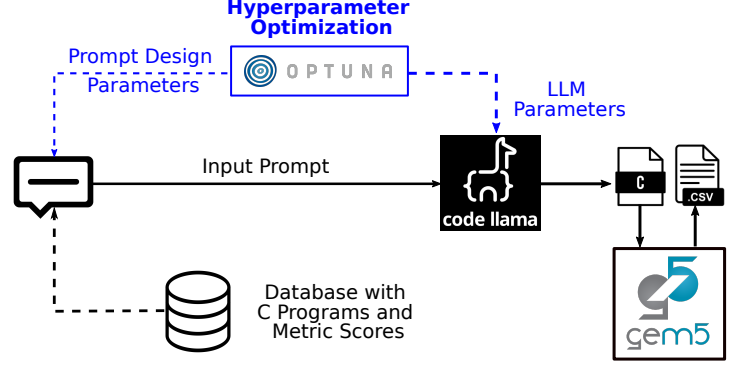 Hyperparameter
Optimization
OPTUNA
Prompt Design
Parameters
LLM
Parameters
Input Prompt
code llama
C
.CSV
Database with
C Programs and
Metric Scores
g5
gem5